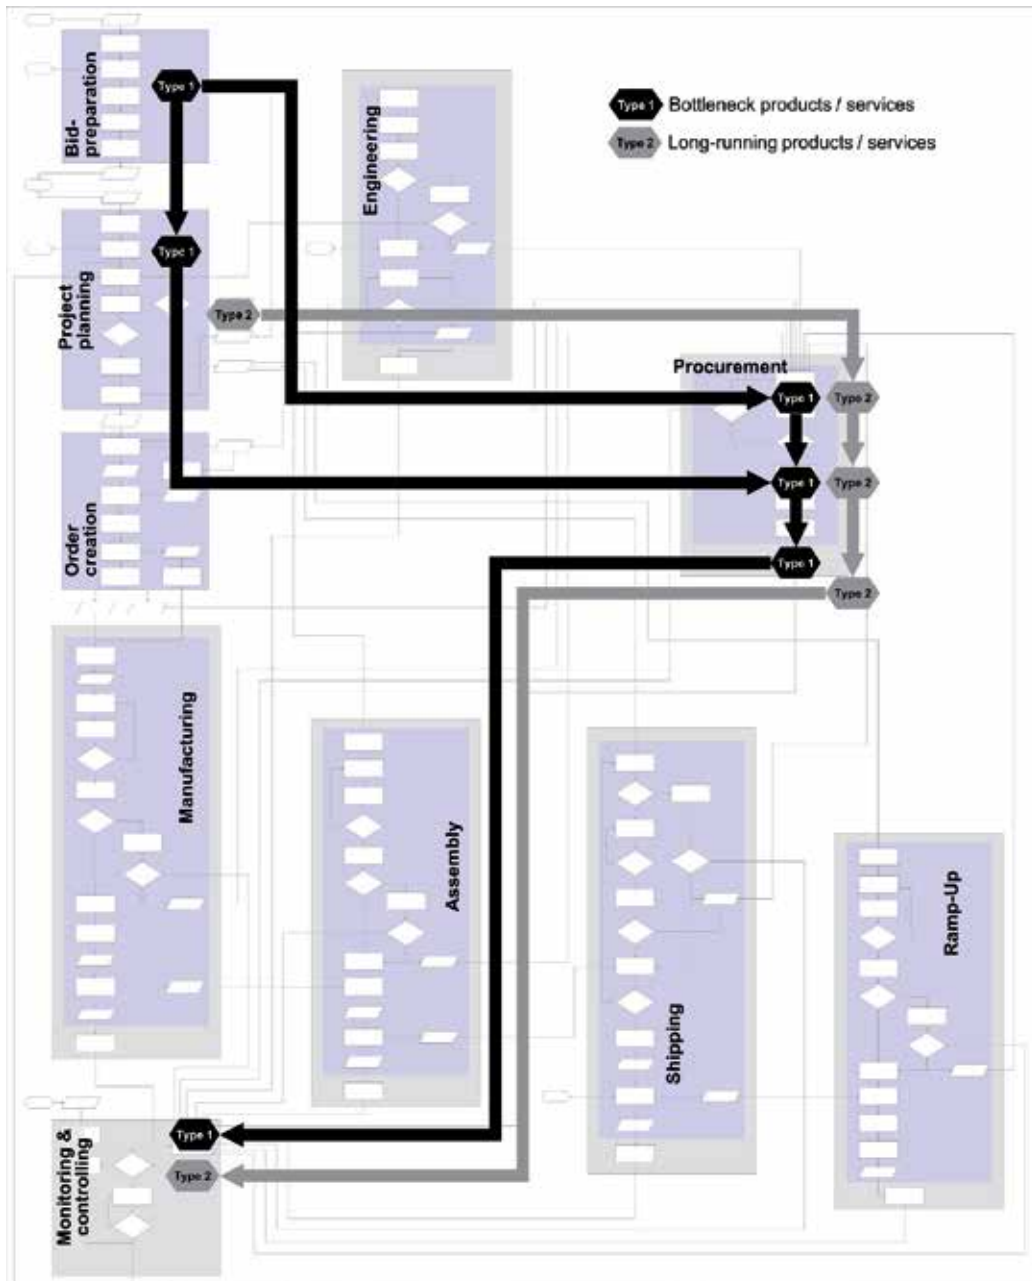 Bid-
preparation
Type 1
Engineering
Type 1 Bottleneck products / services
Type 2 Long-running products / services
Project
planning
Type 1
Type 2
Procurement
Type 1
Type 2
Order
creation
Type 1
Type 2
Type 1
Type 2
Manufacturing
Assembly
Shipping
Ramp-Up
Monitoring &
controlling
Type 1
Type 2